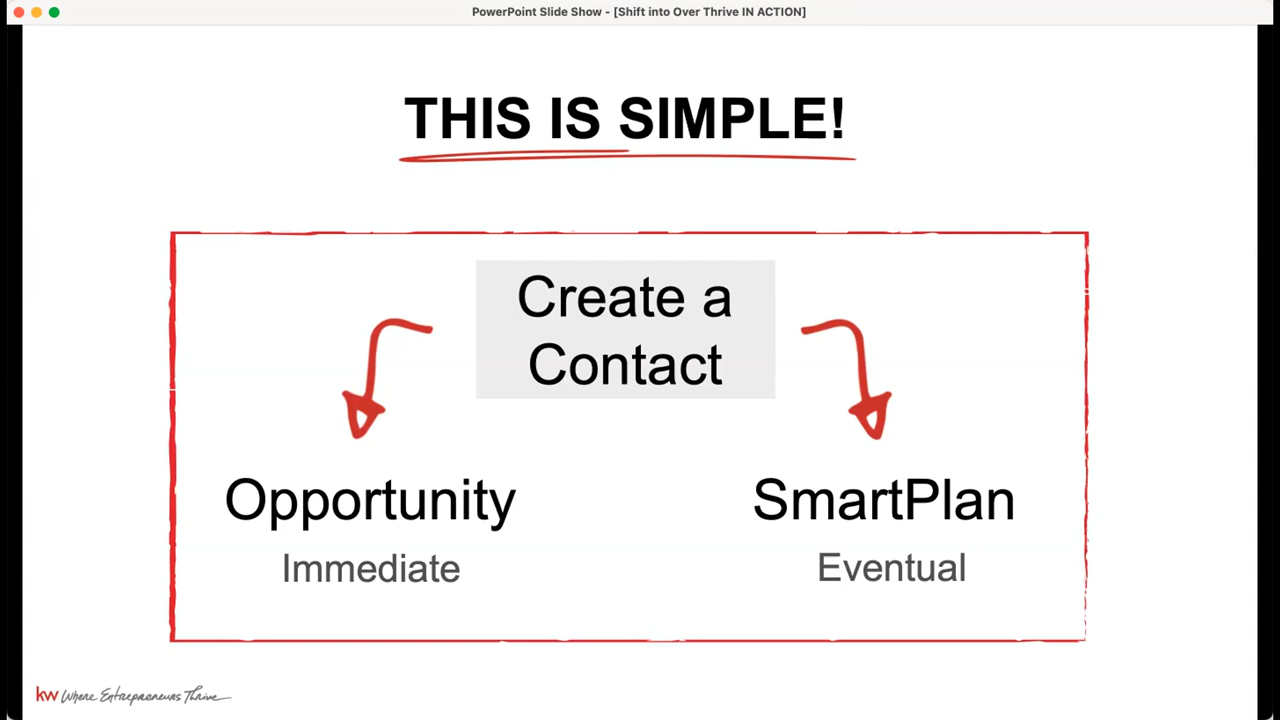 PowerPoint Slide Show - [Shift into Over Thrive IN ACTION]
THIS IS SIMPLE!
Create a
Contact
Opportunity
SmartPlan
Immediate
Eventual
kw Where Entrepreneurs Thrive